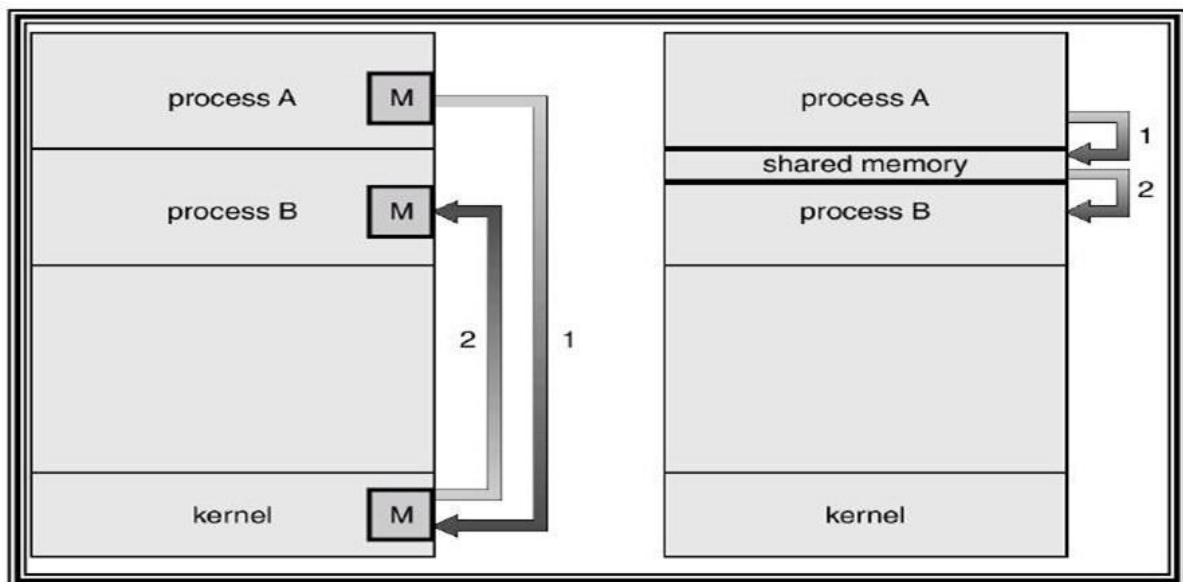 process A
M
process B
M
2
1
kernel
M
process A
1
shared memory
2
process B
kernel